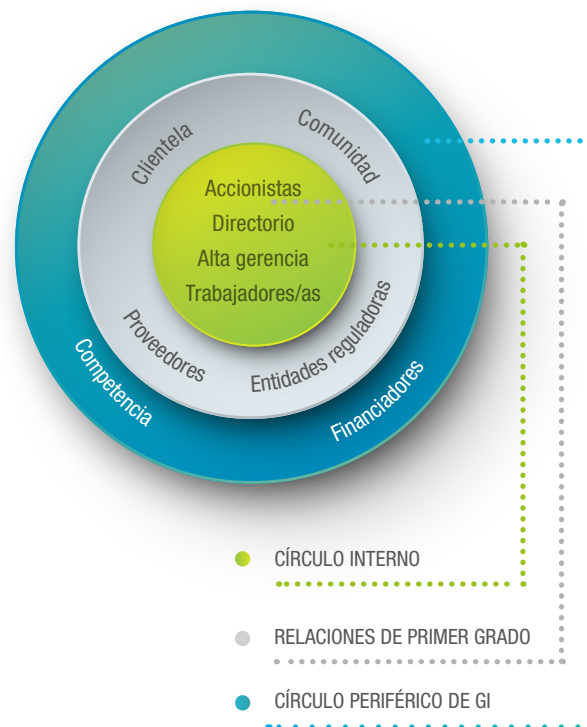 Clientela
Comunidad
Accionistas
Directorio
Alta gerencia
Trabajadores/as
Proveedores
Entidades reguladoras
Competencia
Financiadores
CÍRCULO INTERNO
RELACIONES DE PRIMER GRADO
CÍRCULO PERIFÉRICO DE GI